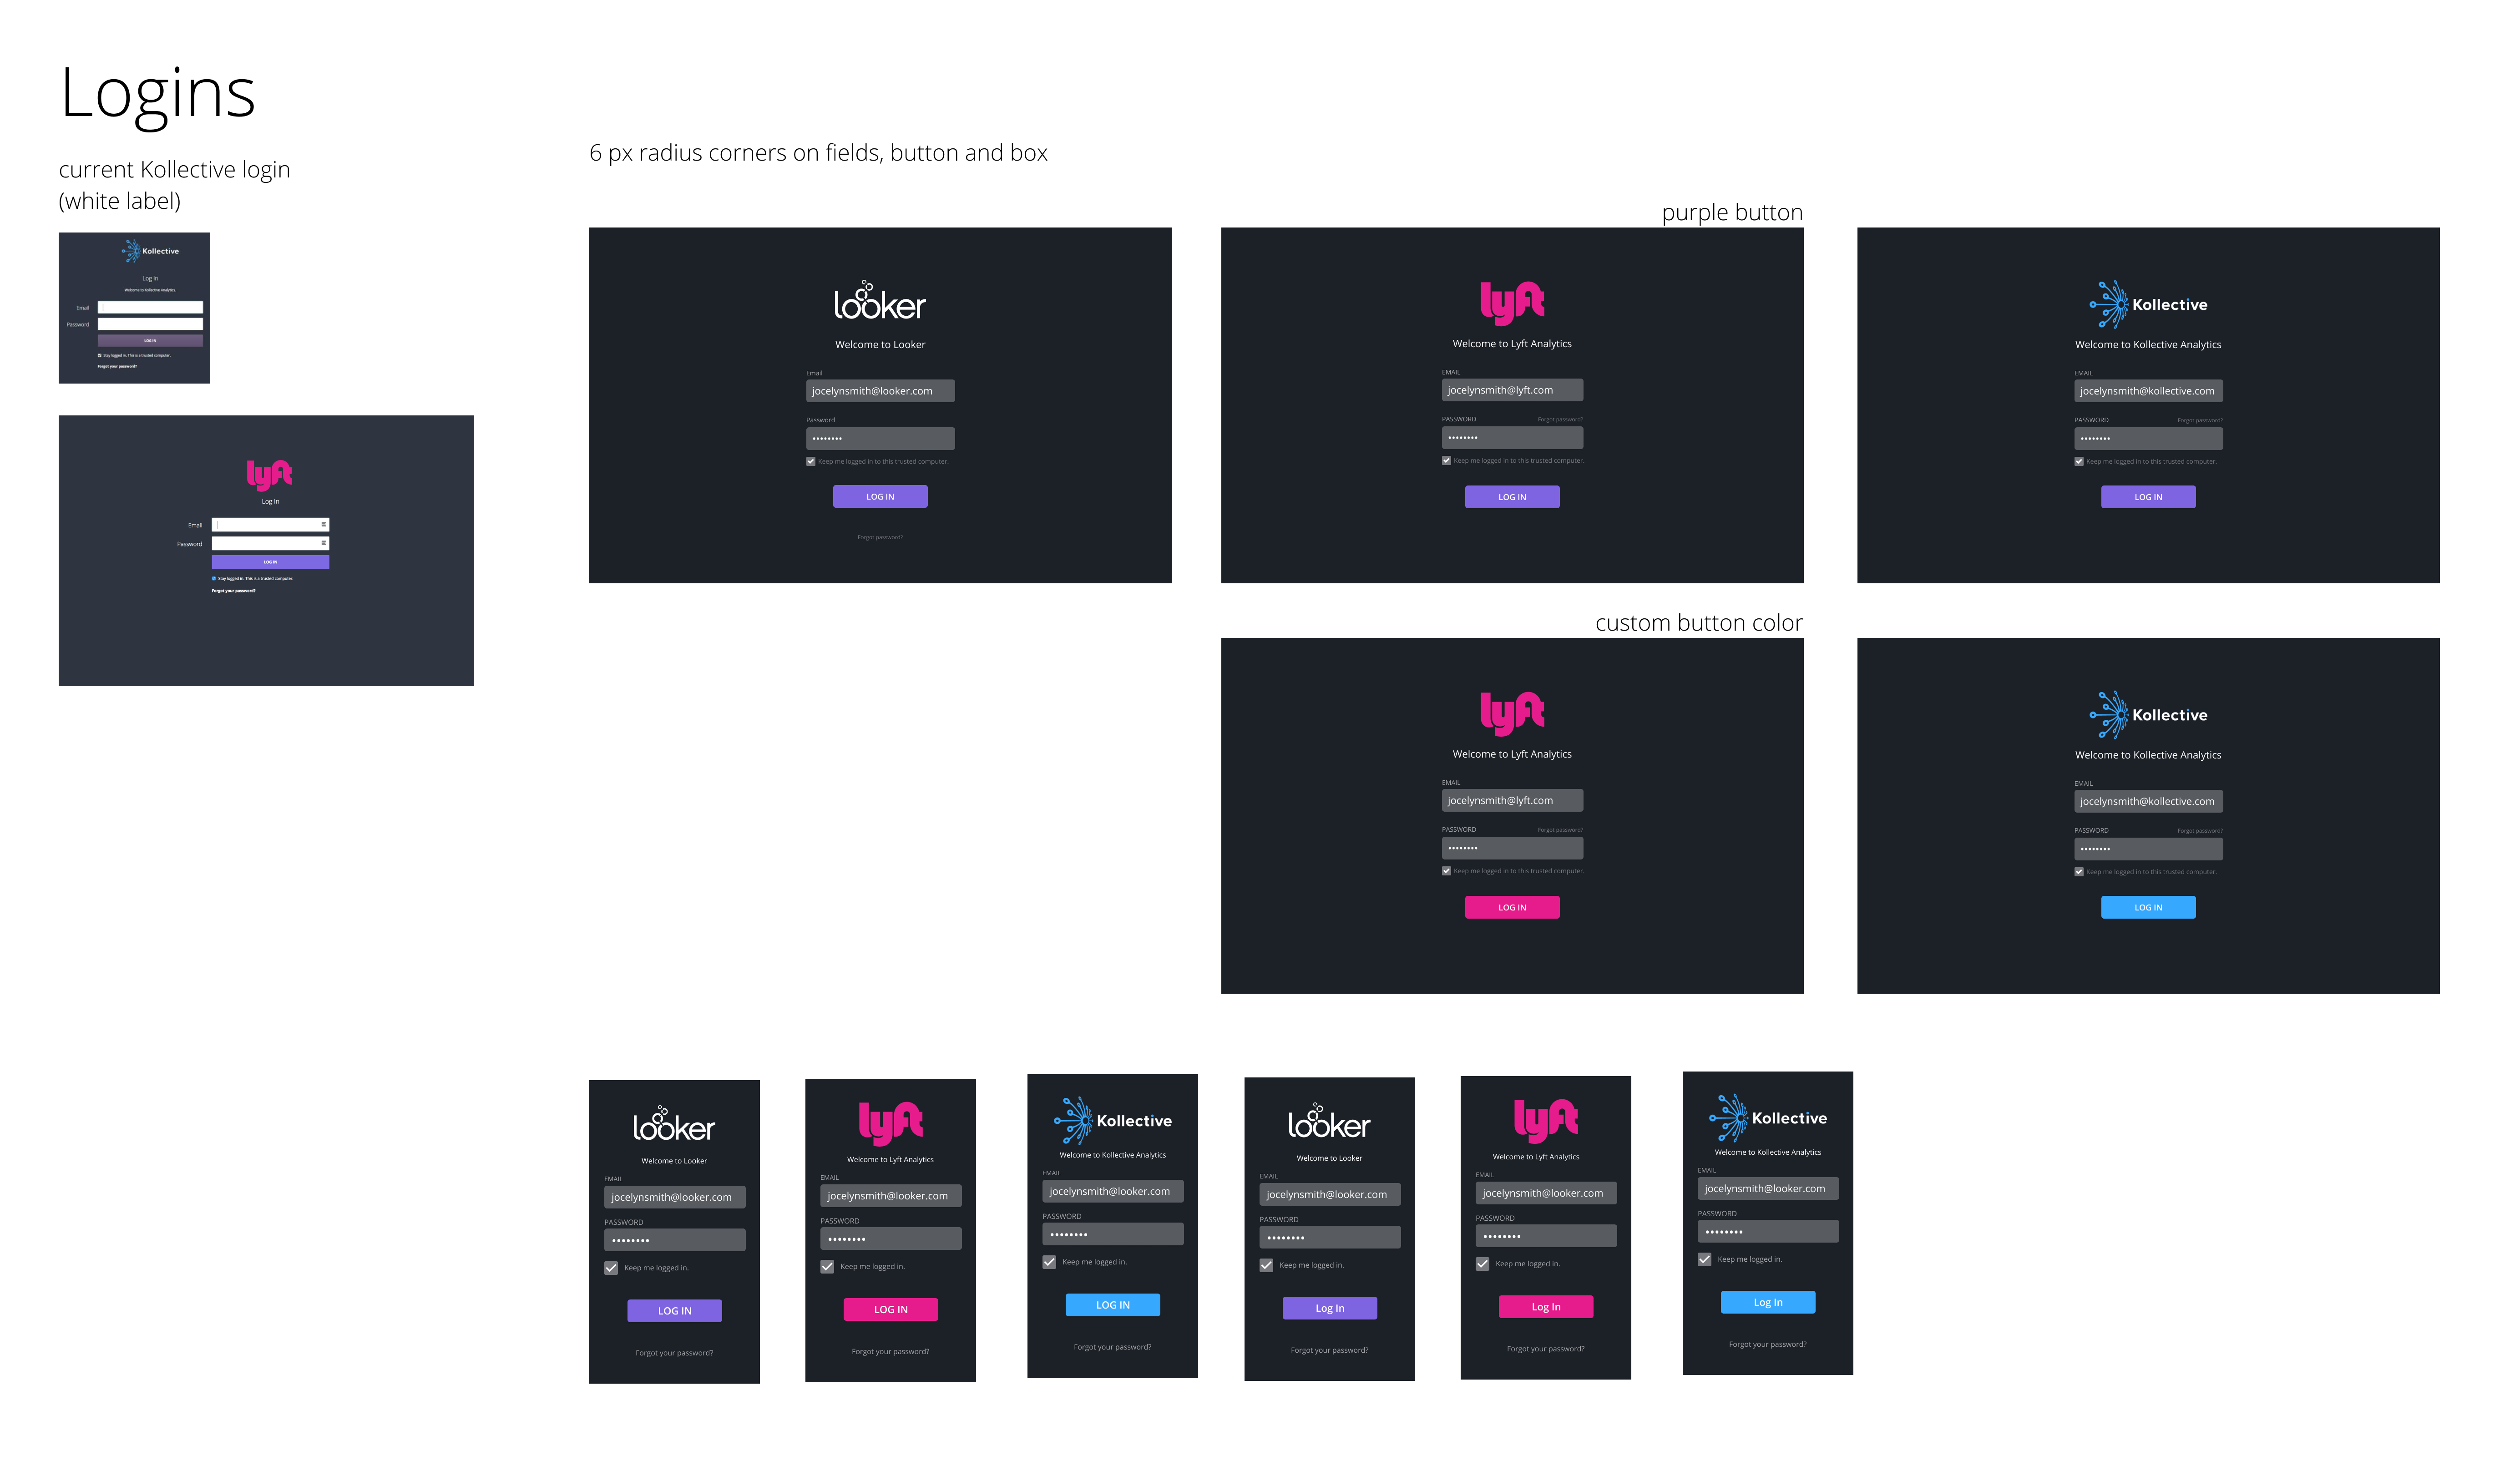 Logins
current Kollective login
(white label)
Kollective
Log In
Welcome to Kollective Analytics.
Email
Password
LOG IN
Stay logged in. This is a trusted computer.
Forgot your password?
lyft
Log In
Email
Password
LOG IN
Stay logged in. This is a trusted computer.
Forgot your password?
6 px radius corners on fields, button and box
looker
Welcome to Looker
Email
jocelynsmith@looker.com
Password
••••••••
Keep me logged in to this trusted computer.
LOG IN
Forgot password?
purple button
lyft
Welcome to Lyft Analytics
EMAIL
jocelynsmith@lyft.com
PASSWORD Forgot password?
••••••••
Keep me logged in to this trusted computer.
LOG IN
Kollective
Welcome to Kollective Analytics
EMAIL
jocelynsmith@kollective.com
PASSWORD Forgot password?
••••••••
Keep me logged in to this trusted computer.
LOG IN
custom button color
lyft
Welcome to Lyft Analytics
EMAIL
jocelynsmith@lyft.com
PASSWORD Forgot password?
••••••••
Keep me logged in to this trusted computer.
LOG IN
Kollective
Welcome to Kollective Analytics
EMAIL
jocelynsmith@kollective.com
PASSWORD Forgot password?
••••••••
Keep me logged in to this trusted computer.
LOG IN
looker
Welcome to Looker
EMAIL
jocelynsmith@looker.com
PASSWORD
••••••••
Keep me logged in.
LOG IN
Forgot your password?
lyft
Welcome to Lyft Analytics
EMAIL
jocelynsmith@looker.com
PASSWORD
••••••••
Keep me logged in.
LOG IN
Forgot your password?
Kollective
Welcome to Kollective Analytics
EMAIL
jocelynsmith@looker.com
PASSWORD
••••••••
Keep me logged in.
LOG IN
Forgot your password?
looker
Welcome to Looker
EMAIL
jocelynsmith@looker.com
PASSWORD
••••••••
Keep me logged in.
Log In
Forgot your password?
lyft
Welcome to Lyft Analytics
EMAIL
jocelynsmith@looker.com
PASSWORD
••••••••
Keep me logged in.
Log In
Forgot your password?
Kollective
Welcome to Kollective Analytics
EMAIL
jocelynsmith@looker.com
PASSWORD
••••••••
Keep me logged in.
Log In
Forgot your password?